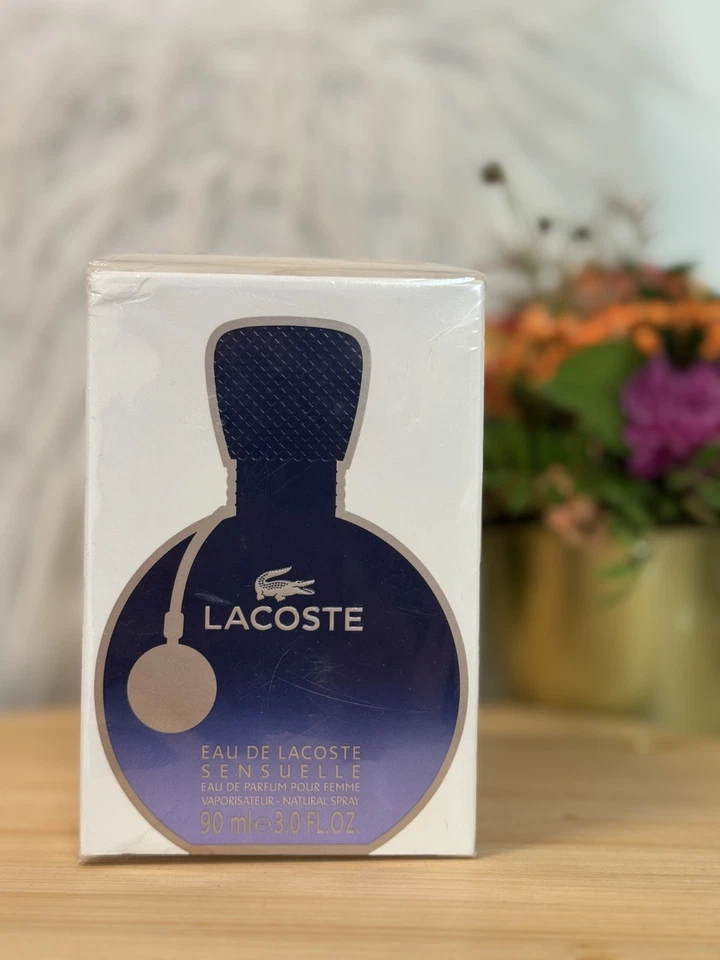 LACOSTE
EAU DE LACOSTE
SENSUELLE
EAU DE PARFUM POUR FEMME
VAPORISATEUR - NATURAL SPRAY
90 ml ℮ 3.0 FL.OZ.